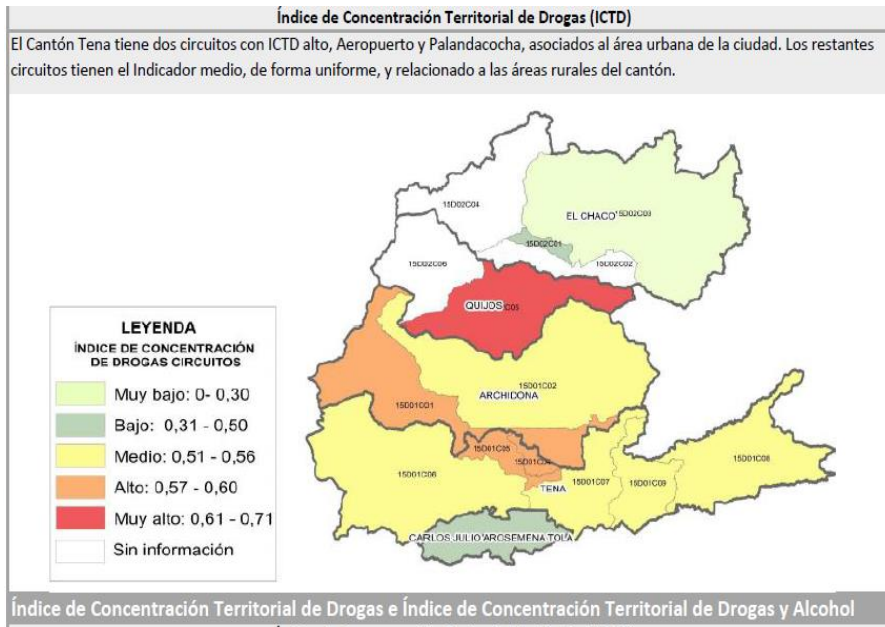 Índice de Concentración Territorial de Drogas (ICTD)
El Cantón Tena tiene dos circuitos con ICTD alto, Aeropuerto y Palandacocha, asociados al área urbana de la ciudad. Los restantes
circuitos tienen el Indicador medio, de forma uniforme, y relacionado a las áreas rurales del cantón.
15D02C04
EL CHACO
15D02C03
15D02C01
15D02C06
15D02C02
QUIJOS
C05
LEYENDA
ÍNDICE DE CONCENTRACIÓN
DE DROGAS CIRCUITOS
Muy bajo: 0- 0,30
Bajo: 0,31 - 0,50
Medio: 0,51 - 0,56
Alto: 0,57 - 0,60
Muy alto: 0,61 - 0,71
Sin información
15D01C02
ARCHIDONA
15D01C01
15D01C05
15D01C04
15D01C06
15D01C08
15D01C07
15D01C09
TENA
CARLOS JULIO AROSEMENA TOLA
Índice de Concentración Territorial de Drogas e Índice de Concentración Territorial de Drogas y Alcohol